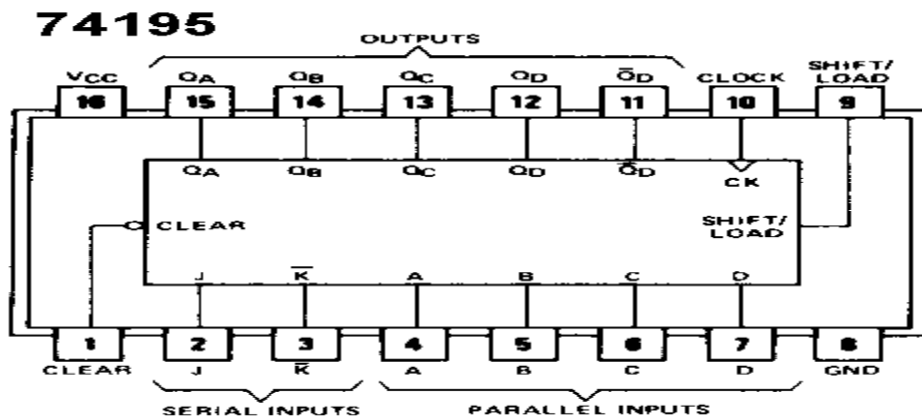 74195
OUTPUTS
VCC QA QB QC QD Q̅D CLOCK SHIFT/
LOAD
16 15 14 13 12 11 10 9
QA QB QC QD Q̅D CK
CLEAR SHIFT/
LOAD
J K̅ A B C D
1 2 3 4 5 6 7 8
CLEAR J K̅ A B C D GND
SERIAL INPUTS PARALLEL INPUTS